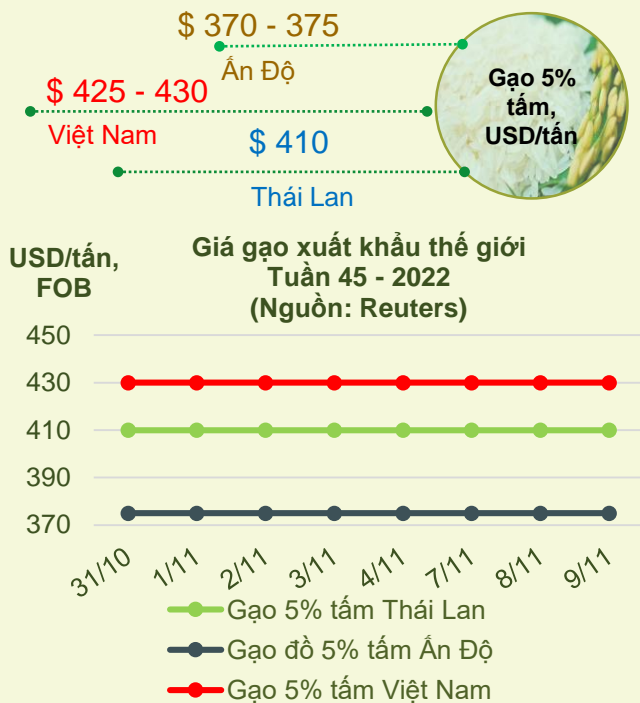 $ 370 - 375
Ấn Độ
$ 425 - 430
Việt Nam
$ 410
Thái Lan
Gạo 5%
tấm,
USD/tấn
USD/tấn,
FOB
Giá gạo xuất khẩu thế giới
Tuần 45 - 2022
(Nguồn: Reuters)
450
430
410
390
370
31/10
1/11
2/11
3/11
4/11
7/11
8/11
9/11
Gạo 5% tấm Thái Lan
Gạo đồ 5% tấm Ấn Độ
Gạo 5% tấm Việt Nam